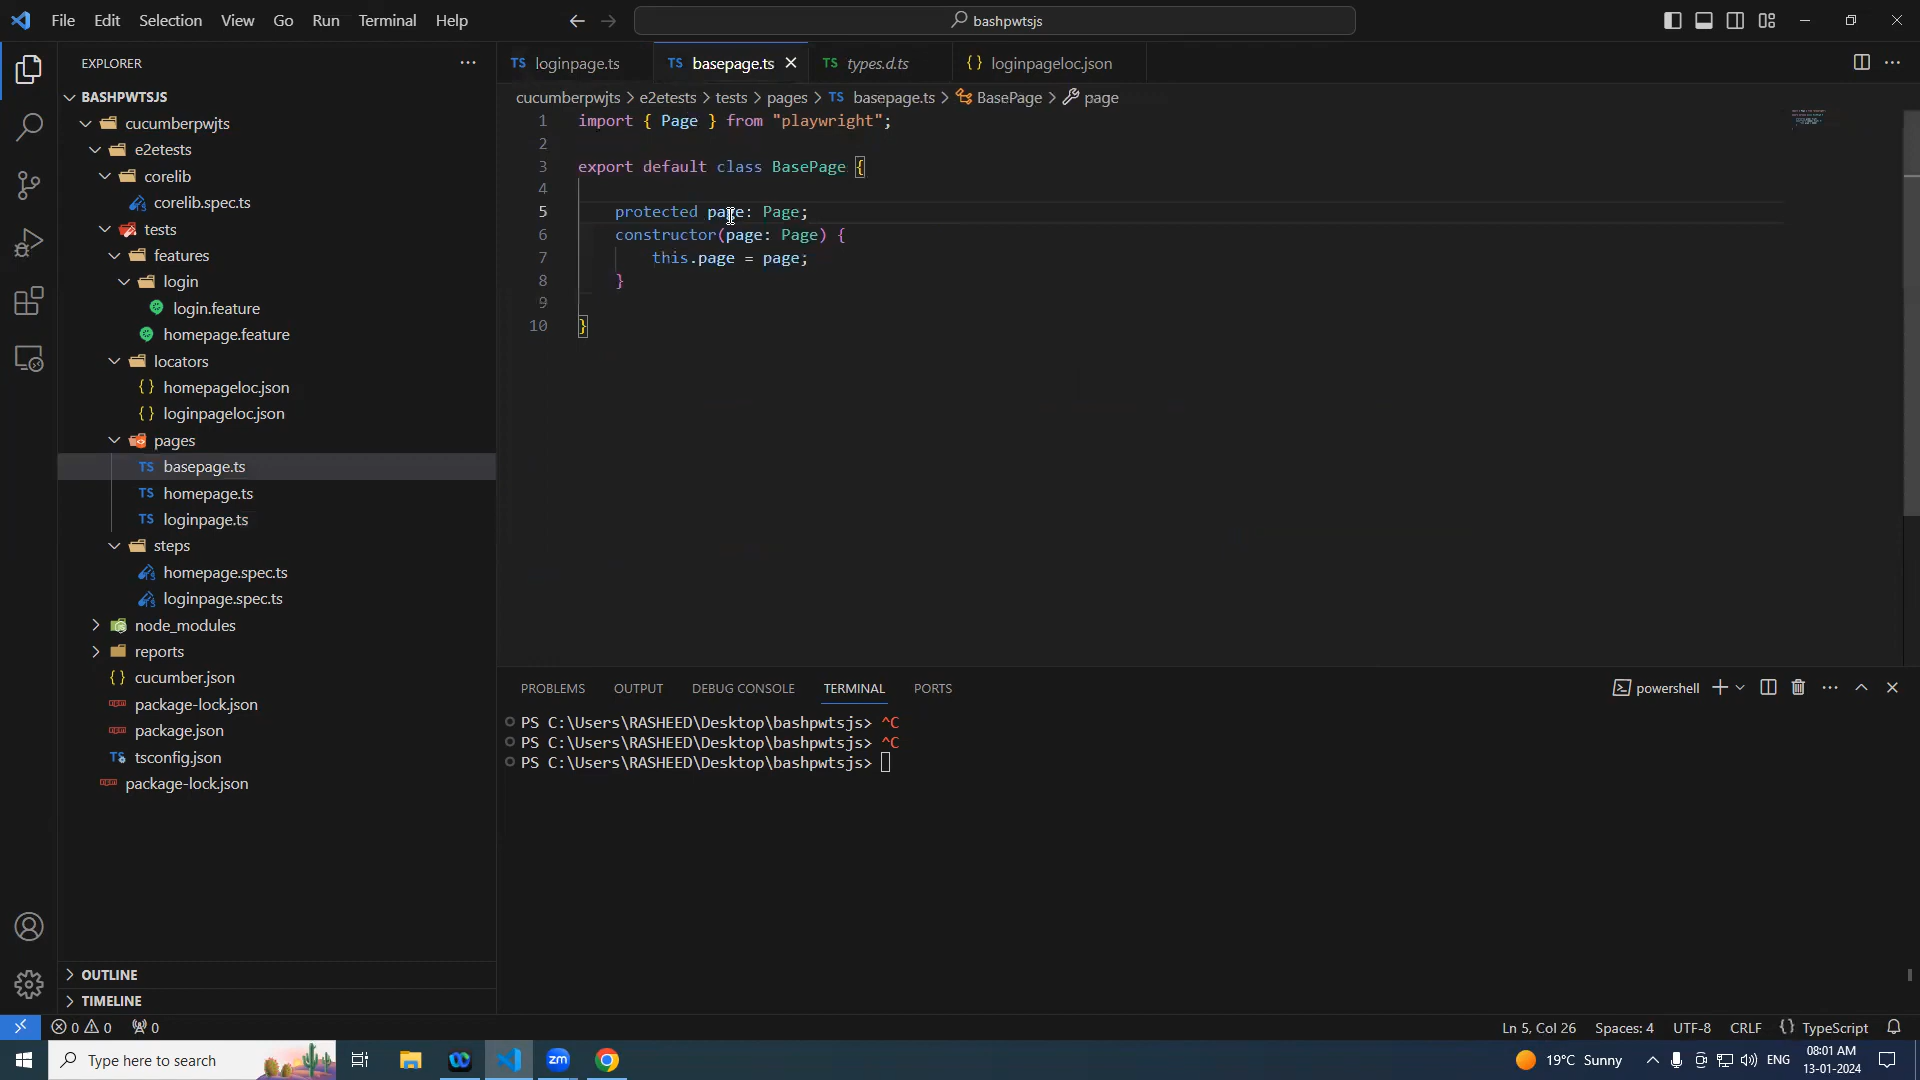 File Edit Selection View Go Run Terminal Help
bashpwtsjs
EXPLORER
BASHPWTSJS
cucumberpwjts
e2etests
corelib
corelib.spec.ts
tests
features
login
login.feature
homepage.feature
locators
homepageloc.json
loginpageloc.json
pages
basepage.ts
homepage.ts
loginpage.ts
steps
homepage.spec.ts
loginpage.spec.ts
node_modules
reports
cucumber.json
package-lock.json
package.json
tsconfig.json
package-lock.json
OUTLINE
TIMELINE
TS loginpage.ts TS basepage.ts TS types.d.ts {} loginpageloc.json
cucumberpwjts > e2etests > tests > pages > TS basepage.ts > BasePage > page
1 import { Page } from "playwright";
2
3 export default class BasePage {
4
5 protected page: Page;
6 constructor(page: Page) {
7 this.page = page;
8 }
9
10 }
PROBLEMS OUTPUT DEBUG CONSOLE TERMINAL PORTS
powershell
PS C:\Users\RASHEED\Desktop\bashpwtsjs> ^C
PS C:\Users\RASHEED\Desktop\bashpwtsjs> ^C
PS C:\Users\RASHEED\Desktop\bashpwtsjs>
0 0 0
Ln 5, Col 26 Spaces: 4 UTF-8 CRLF {} TypeScript
Type here to search
zm
19°C Sunny
ENG
08:01 AM
13-01-2024